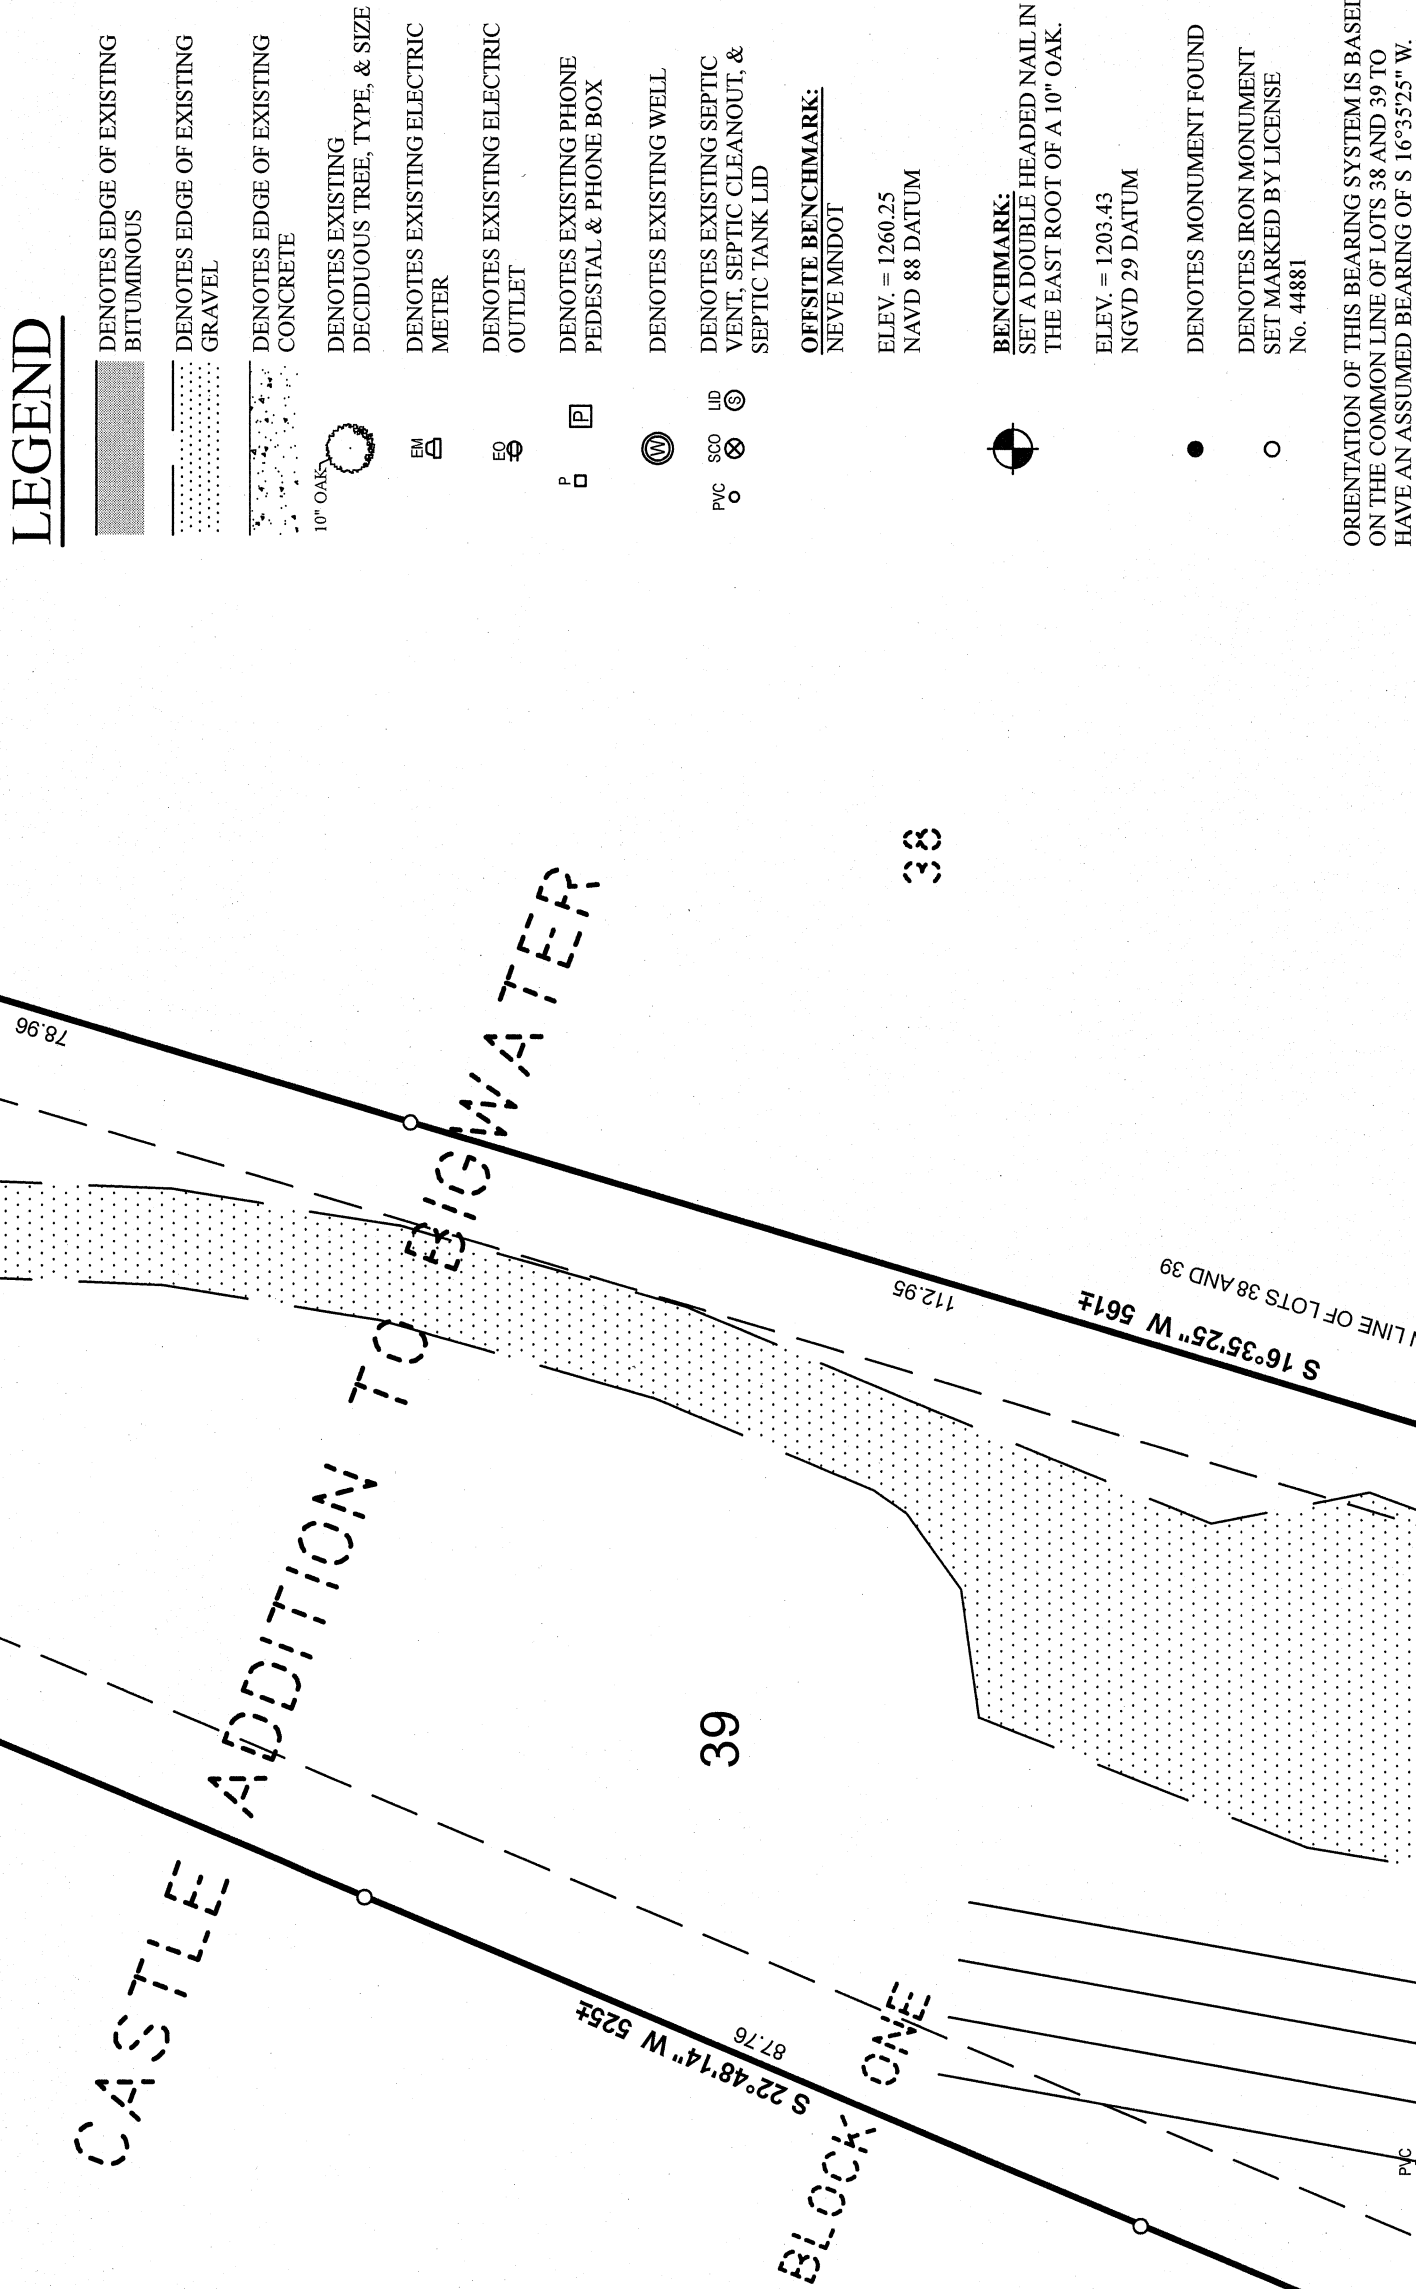 LEGEND
DENOTES EDGE OF EXISTING
BITUMINOUS
DENOTES EDGE OF EXISTING
GRAVEL
DENOTES EDGE OF EXISTING
CONCRETE
10" OAK
DENOTES EXISTING
DECIDUOUS TREE, TYPE, & SIZE
EM
DENOTES EXISTING ELECTRIC
METER
EO
DENOTES EXISTING ELECTRIC
OUTLET
P
P
DENOTES EXISTING PHONE
PEDESTAL & PHONE BOX
W
DENOTES EXISTING WELL
PVC SCO LID
S
DENOTES EXISTING SEPTIC
VENT, SEPTIC CLEANOUT, &
SEPTIC TANK LID
OFFSITE BENCHMARK:
NEVE MNDOT
ELEV. = 1260.25
NAVD 88 DATUM
BENCHMARK:
SET A DOUBLE HEADED NAIL IN
THE EAST ROOT OF A 10" OAK.
ELEV. = 1203.43
NGVD 29 DATUM
DENOTES MONUMENT FOUND
DENOTES IRON MONUMENT
SET MARKED BY LICENSE
No. 44881
ORIENTATION OF THIS BEARING SYSTEM IS BASED
ON THE COMMON LINE OF LOTS 38 AND 39 TO
HAVE AN ASSUMED BEARING OF S 16°35'25" W.
CASTLE ADDITION TO BIGWATER
38
78.96
112.95
S 16°35'25" W 561±
LINE OF LOTS 38 AND 39
39
S 22°48'14" W 525±
87.76
BLOCK ONE
PVC